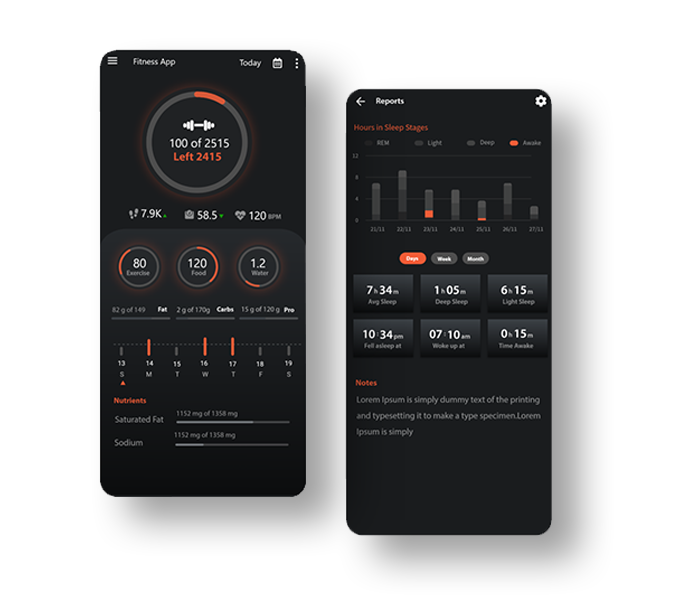 Fitness App Today
100 of 2515
Left 2415
7.9K 58.5 120 BPM
80 120 1.2
Exercise Food Water
82 g of 149 Fat 2 g of 170g Carbs 15 g of 120 g Pro
13 14 15 16 17 18 19
S M T W T F S
Nutrients
Saturated Fat 1152 mg of 1358 mg
Sodium 1152 mg of 1358 mg
Reports
Hours in Sleep Stages
REM Light Deep Awake
12
8
4
0
21/11 22/11 23/11 24/11 25/11 26/11 27/11
Days Week Month
7 h 34 m 1 h 05 m 6 h 15 m
Avg Sleep Deep Sleep Light Sleep
10 : 34 pm 07 : 10 am 0 h 15 m
Fell asleep at Woke up at Time Awake
Notes
Lorem Ipsum is simply dummy text of the printing
and typesetting it to make a type specimen.Lorem
Ipsum is simply